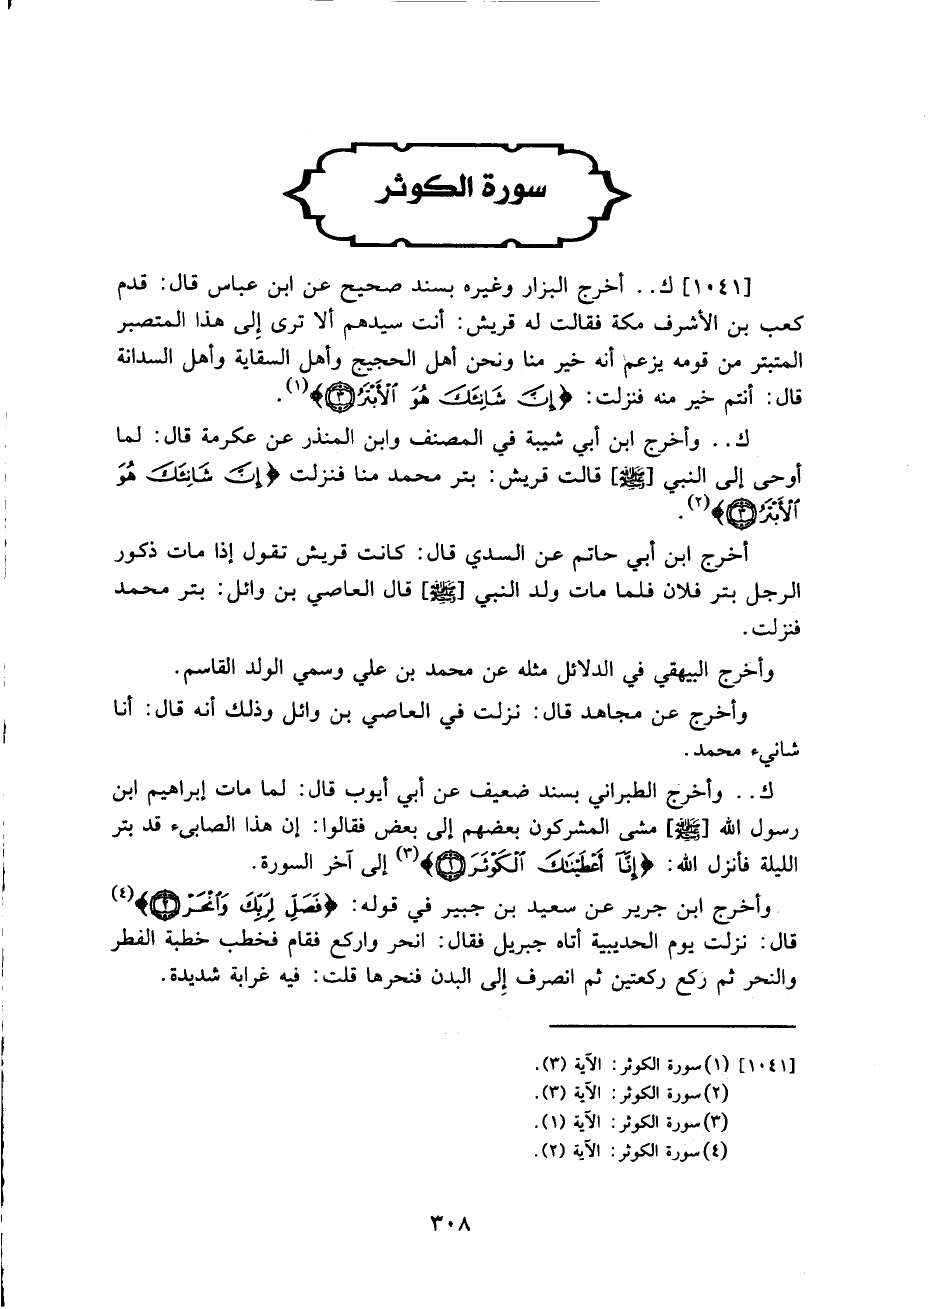 سورة الكوثر
[١٠٤١] ك.. أخرج البزار وغيره بسند صحيح عن ابن عباس قال: قدم
كعب بن الأشرف مكة فقالت له قريش: أنت سيدهم ألا ترى إلى هذا المتصبر
المتبتر من قومه يزعم أنه خير منا ونحن أهل الحجيج وأهل السقاية وأهل السدانة
قال: أنتم خير منه فنزلت: ﴿إِنَّ شَانِئَكَ هُوَ ٱلْأَبْتَرُ ۝٣﴾(١).
ك.. وأخرج ابن أبي شيبة في المصنف وابن المنذر عن عكرمة قال: لما
أوحى إلى النبي [ﷺ] قالت قريش: بتر محمد منا فنزلت ﴿إِنَّ شَانِئَكَ هُوَ
ٱلْأَبْتَرُ ۝٣﴾(٢).
أخرج ابن أبي حاتم عن السدي قال: كانت قريش تقول إذا مات ذكور
الرجل بتر فلان فلما مات ولد النبي [ﷺ] قال العاصي بن وائل: بتر محمد
فنزلت.
وأخرج البيهقي في الدلائل مثله عن محمد بن علي وسمي الولد القاسم.
وأخرج عن مجاهد قال: نزلت في العاصي بن وائل وذلك أنه قال: أنا
شانيء محمد.
ك.. وأخرج الطبراني بسند ضعيف عن أبي أيوب قال: لما مات إبراهيم ابن
رسول الله [ﷺ] مشى المشركون بعضهم إلى بعض فقالوا: إن هذا الصابىء قد بتر
الليلة فأنزل الله: ﴿إِنَّآ أَعْطَيْنَٰكَ ٱلْكَوْثَرَ ۝١﴾(٣) إلى آخر السورة.
وأخرج ابن جرير عن سعيد بن جبير في قوله: ﴿فَصَلِّ لِرَبِّكَ وَٱنْحَرْ ۝٢﴾(٤)
قال: نزلت يوم الحديبية أتاه جبريل فقال: انحر واركع فقام فخطب خطبة الفطر
والنحر ثم ركع ركعتين ثم انصرف إلى البدن فنحرها قلت: فيه غرابة شديدة.
[١٠٤١] (١) سورة الكوثر: الآية (٣).
(٢) سورة الكوثر: الآية (٣).
(٣) سورة الكوثر: الآية (١).
(٤) سورة الكوثر: الآية (٢).
٣٠٨